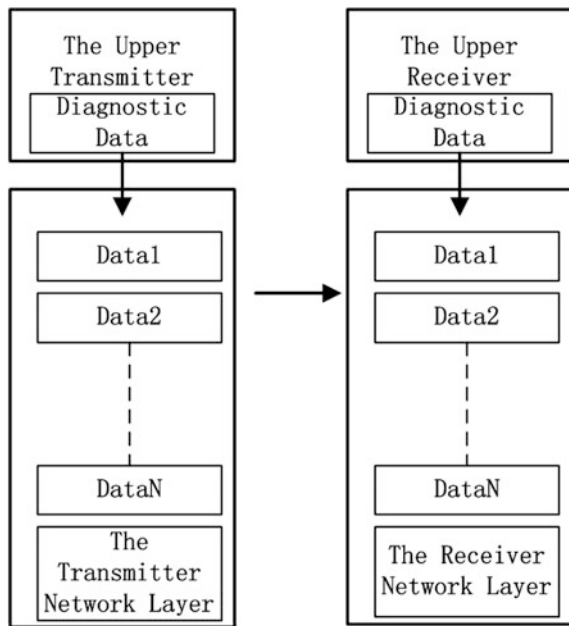 The Upper
Transmitter
Diagnostic
Data
Data1
Data2
DataN
The
Transmitter
Network Layer
The Upper
Receiver
Diagnostic
Data
Data1
Data2
DataN
The Receiver
Network Layer